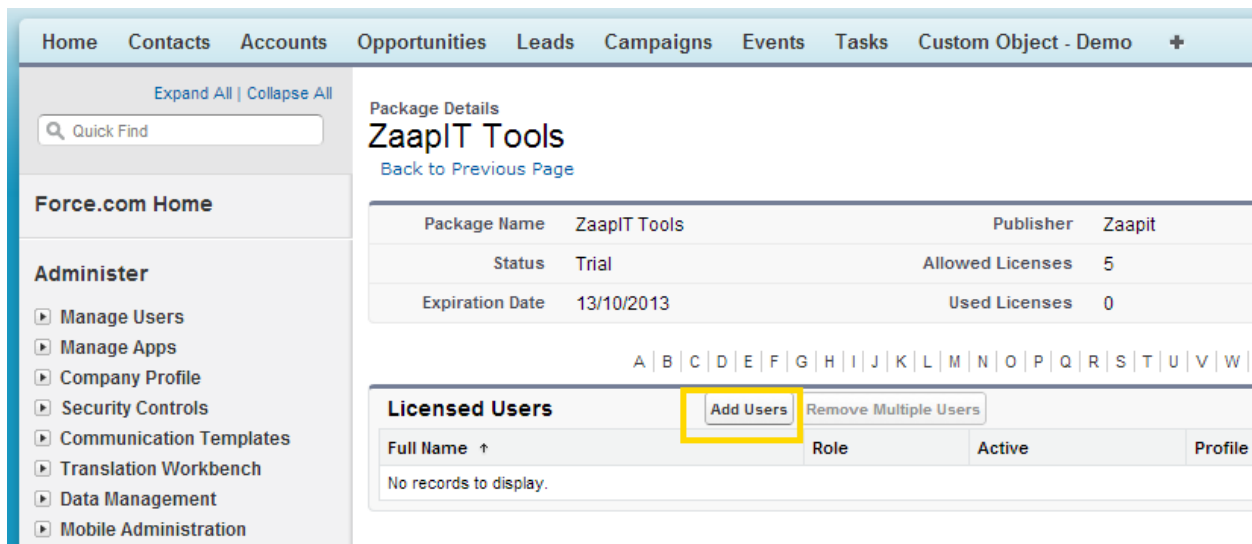 Home Contacts Accounts Opportunities Leads Campaigns Events Tasks Custom Object - Demo +
Expand All | Collapse All
Quick Find
Force.com Home
Administer
Manage Users
Manage Apps
Company Profile
Security Controls
Communication Templates
Translation Workbench
Data Management
Mobile Administration
Package Details
ZaapIT Tools
Back to Previous Page
Package Name ZaapIT Tools Publisher Zaapit
Status Trial Allowed Licenses 5
Expiration Date 13/10/2013 Used Licenses 0
A | B | C | D | E | F | G | H | I | J | K | L | M | N | O | P | Q | R | S | T | U | V | W |
Licensed Users Add Users Remove Multiple Users
Full Name ↑ Role Active Profile
No records to display.